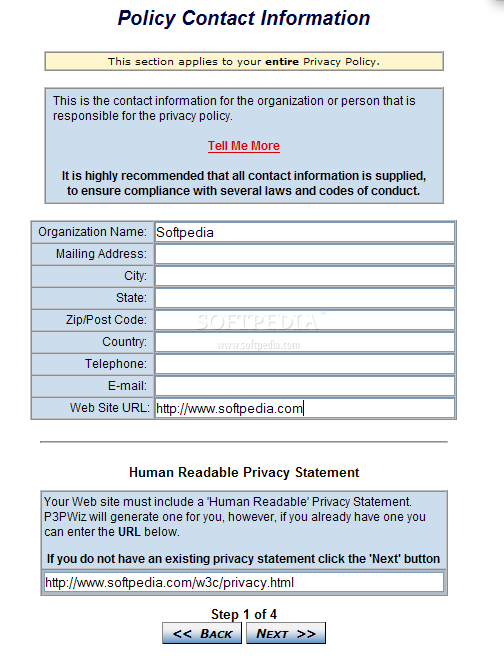 Policy Contact Information
This section applies to your entire Privacy Policy.
This is the contact information for the organization or person that is
responsible for the privacy policy.
Tell Me More
It is highly recommended that all contact information is supplied,
to ensure compliance with several laws and codes of conduct.
Organization Name: Softpedia
Mailing Address:
City:
State:
Zip/Post Code:
SOFTPEDIA
Country:
www.softpedia.com
Telephone:
E-mail:
Web Site URL: http://www.softpedia.com
Human Readable Privacy Statement
Your Web site must include a 'Human Readable' Privacy Statement.
P3PWiz will generate one for you, however, if you already have one you
can enter the URL below.
If you do not have an existing privacy statement click the 'Next' button
http://www.softpedia.com/w3c/privacy.html
Step 1 of 4
<< BACK NEXT >>